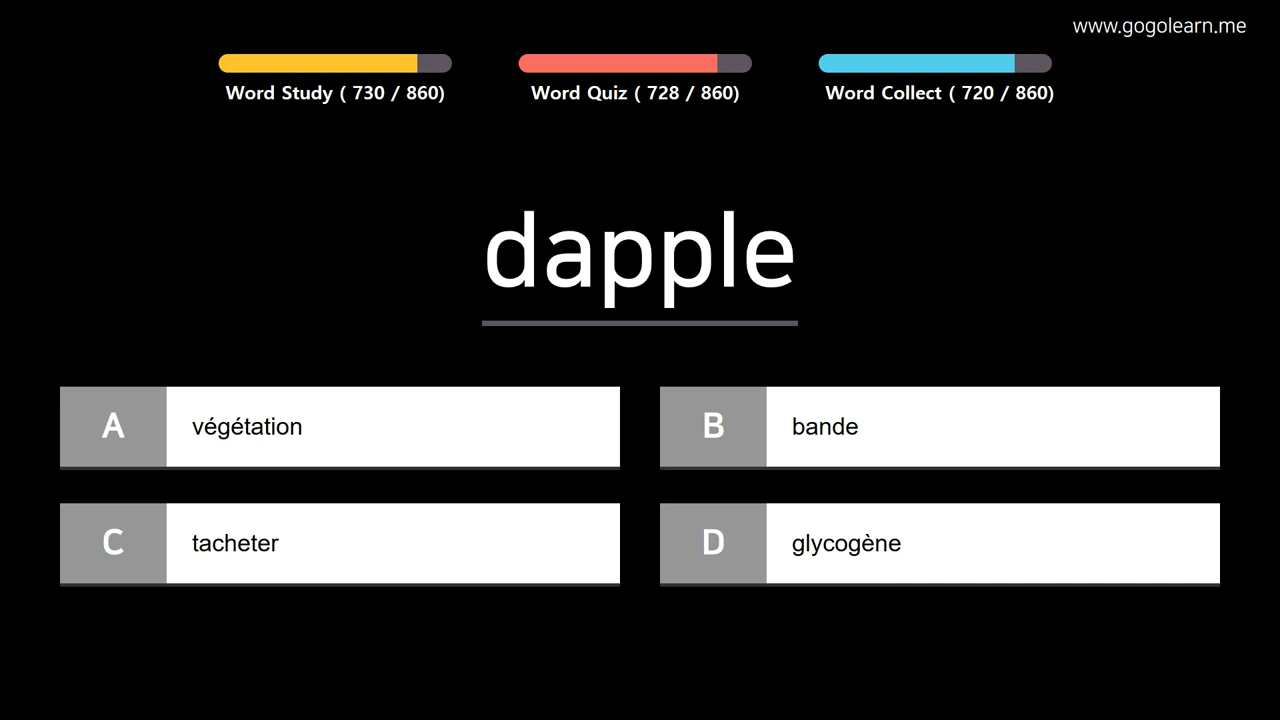 www.gogolearn.me
Word Study ( 730 / 860)
Word Quiz ( 728 / 860)
Word Collect ( 720 / 860)
dapple
A végétation
B bande
C tacheter
D glycogène